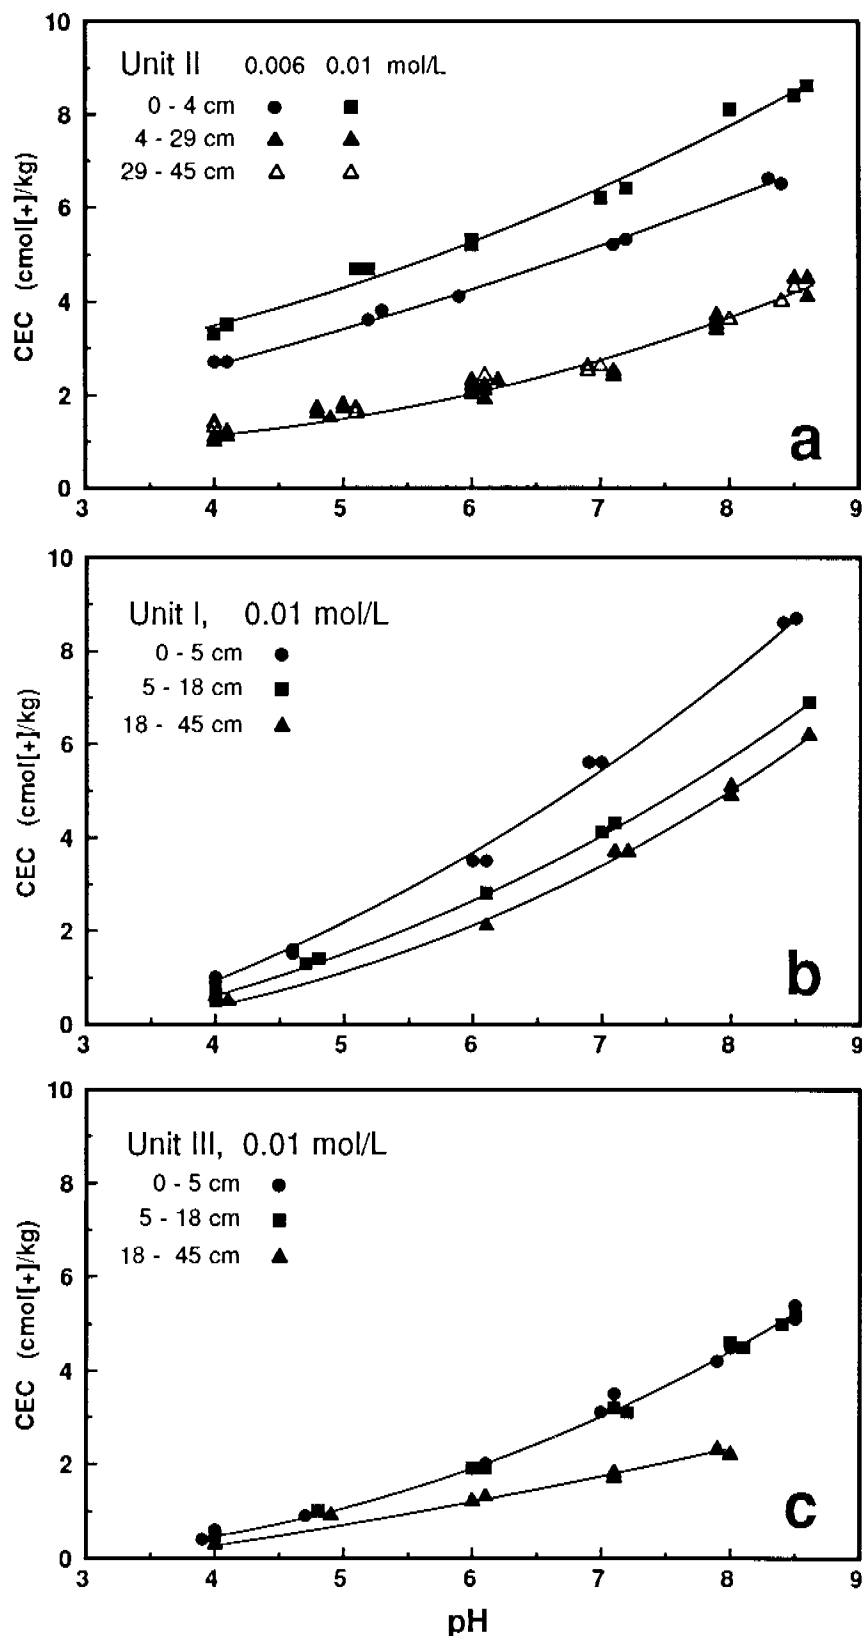 10
8
6
4
2
0
CEC (cmol[+]/kg)
Unit II 0.006 0.01 mol/L
0 - 4 cm
4 - 29 cm
29 - 45 cm
a
3 4 5 6 7 8 9
10
8
6
4
2
0
CEC (cmol[+]/kg)
Unit I, 0.01 mol/L
0 - 5 cm
5 - 18 cm
18 - 45 cm
b
3 4 5 6 7 8 9
10
8
6
4
2
0
CEC (cmol[+]/kg)
Unit III, 0.01 mol/L
0 - 5 cm
5 - 18 cm
18 - 45 cm
c
3 4 5 6 7 8 9
pH